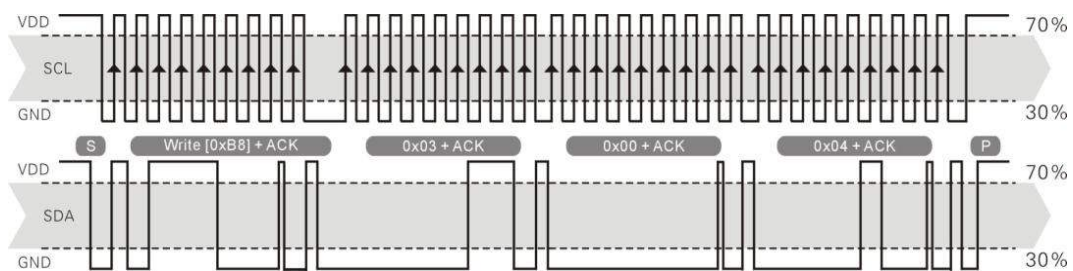 VDD 70%
SCL
GND 30%
S Write [0xB8] + ACK 0x03 + ACK 0x00 + ACK 0x04 + ACK P
VDD 70%
SDA
GND 30%